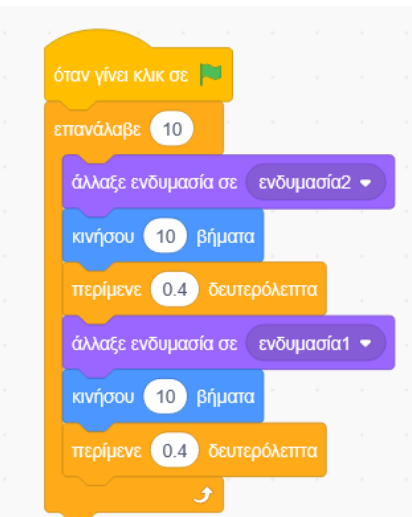 όταν γίνει κλικ σε
επανάλαβε 10
άλλαξε ενδυμασία σε ενδυμασία2
κινήσου 10 βήματα
περίμενε 0.4 δευτερόλεπτα
άλλαξε ενδυμασία σε ενδυμασία1
κινήσου 10 βήματα
περίμενε 0.4 δευτερόλεπτα